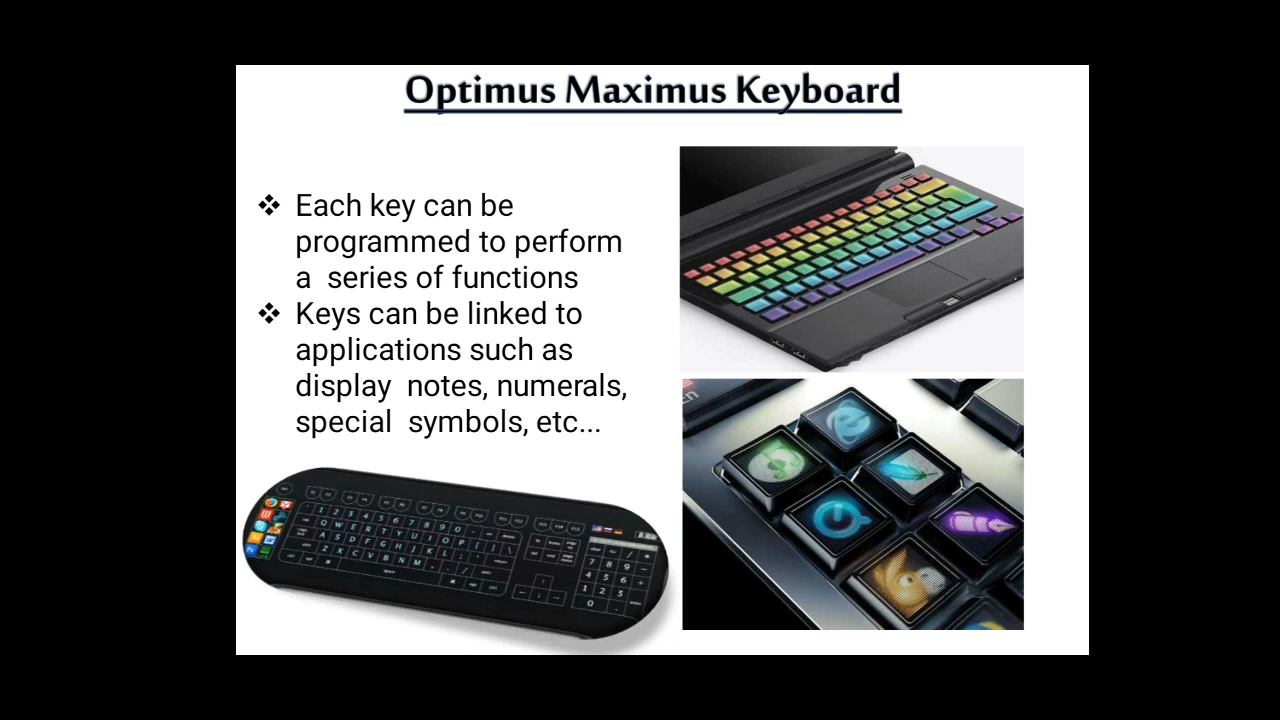 Optimus Maximus Keyboard
❖ Each key can be
programmed to perform
a  series of functions
❖ Keys can be linked to
applications such as
display  notes, numerals,
special  symbols, etc...